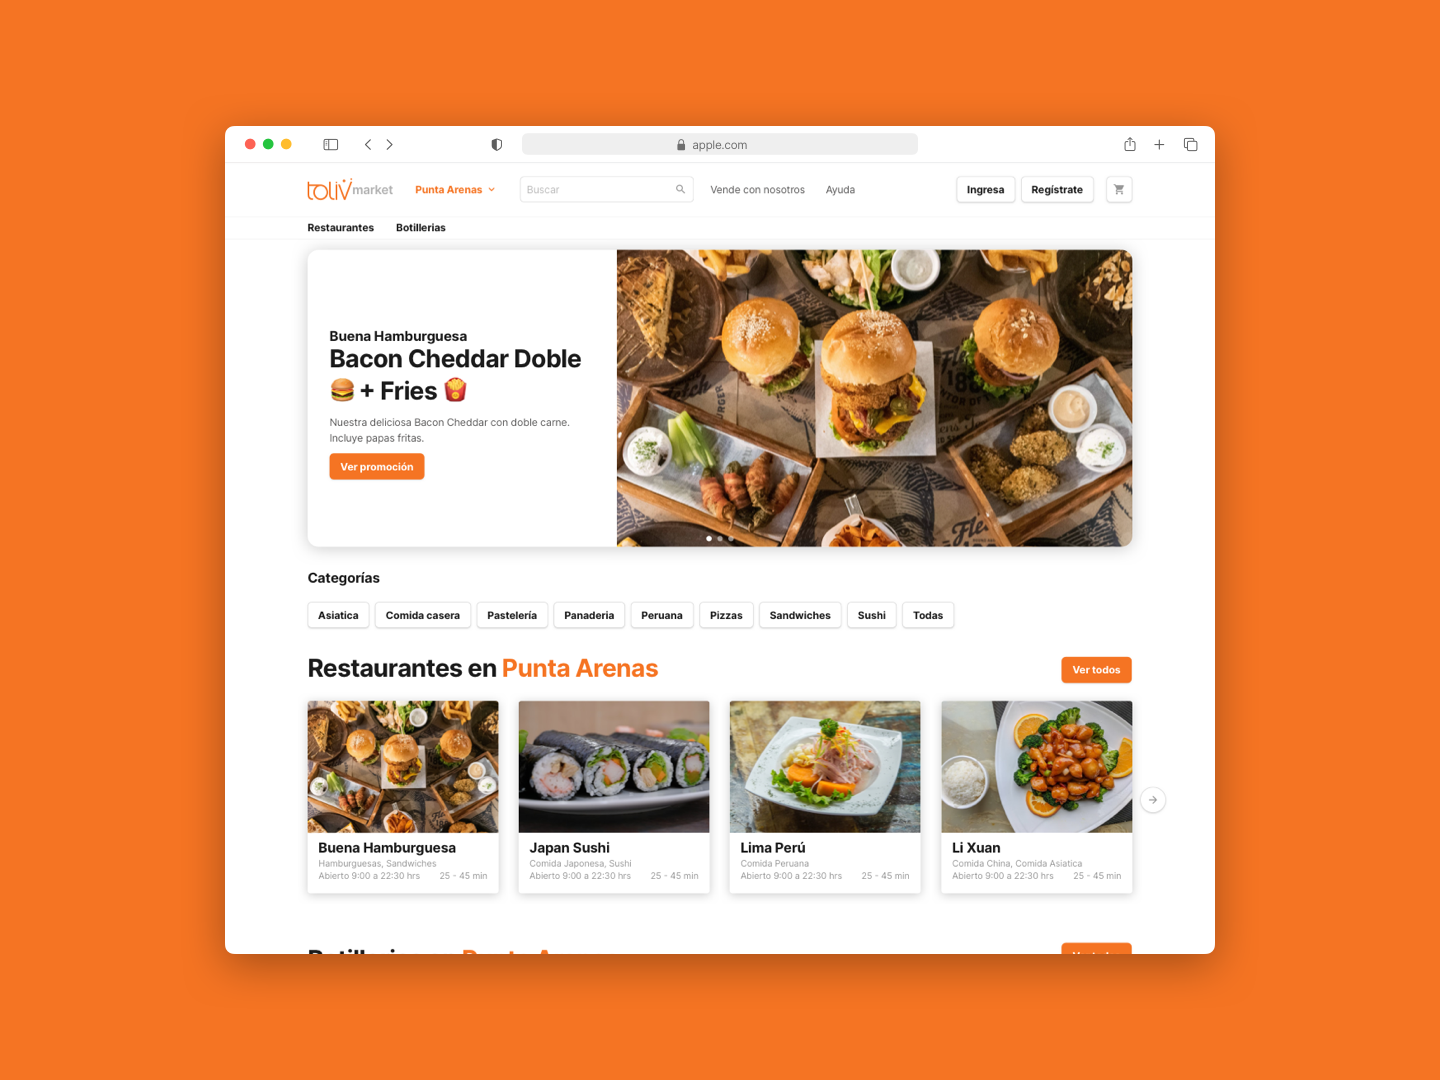 apple.com
toliv market
Punta Arenas
Buscar
Vende con nosotros
Ayuda
Ingresa
Regístrate
Restaurantes
Botillerias
Buena Hamburguesa
Bacon Cheddar Doble
🍔 + Fries 🍟
Nuestra deliciosa Bacon Cheddar con doble carne.
Incluye papas fritas.
Ver promoción
Categorías
Asiatica
Comida casera
Pastelería
Panaderia
Peruana
Pizzas
Sandwiches
Sushi
Todas
Restaurantes en Punta Arenas
Ver todos
Buena Hamburguesa
Hamburguesas, Sandwiches
Abierto 9:00 a 22:30 hrs
25 - 45 min
Japan Sushi
Comida Japonesa, Sushi
Abierto 9:00 a 22:30 hrs
25 - 45 min
Lima Perú
Comida Peruana
Abierto 9:00 a 22:30 hrs
25 - 45 min
Li Xuan
Comida China, Comida Asiatica
Abierto 9:00 a 22:30 hrs
25 - 45 min